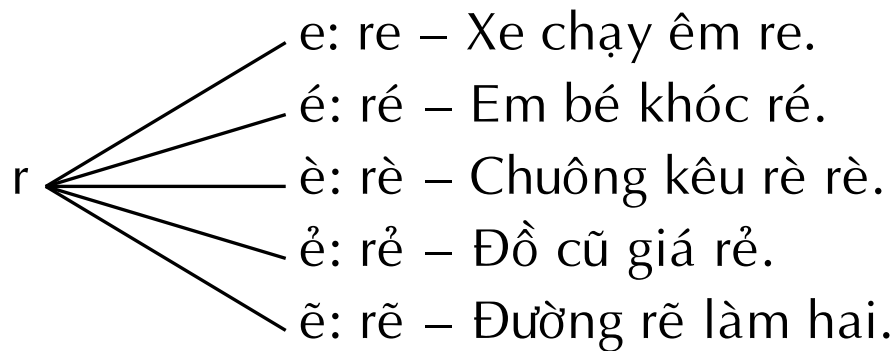 e: re – Xe chạy êm re.
é: ré – Em bé khóc ré.
r
è: rè – Chuông kêu rè rè.
ẻ: rẻ – Đồ cũ giá rẻ.
ẽ: rẽ – Đường rẽ làm hai.